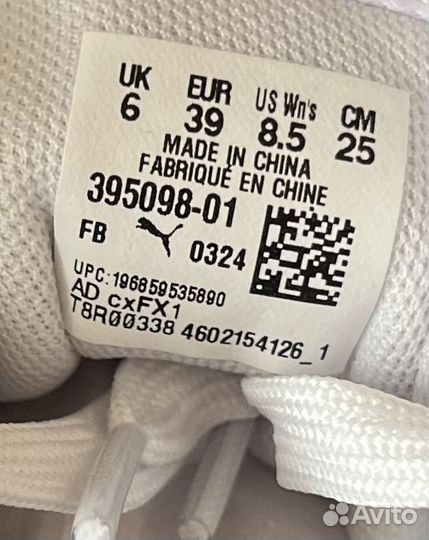 UK EUR US Wn's CM
6 39 8.5 25
MADE IN CHINA
FABRIQUÉ EN CHINE
395098-01
FB 0324
UPC:196859535890
AD cxFX1
T8R00338 4602154126_1
Avito